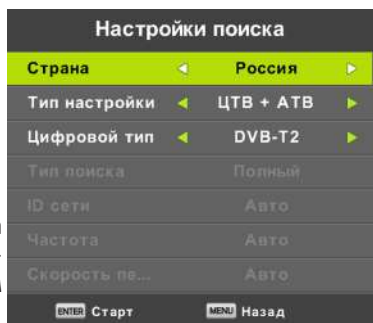 Настройки поиска
Страна Россия
Тип настройки ЦТВ + АТВ
Цифровой тип DVB-T2
Тип поиска Полный
ID сети Авто
Частота Авто
Скорость пе... Авто
ENTER Старт MENU Назад